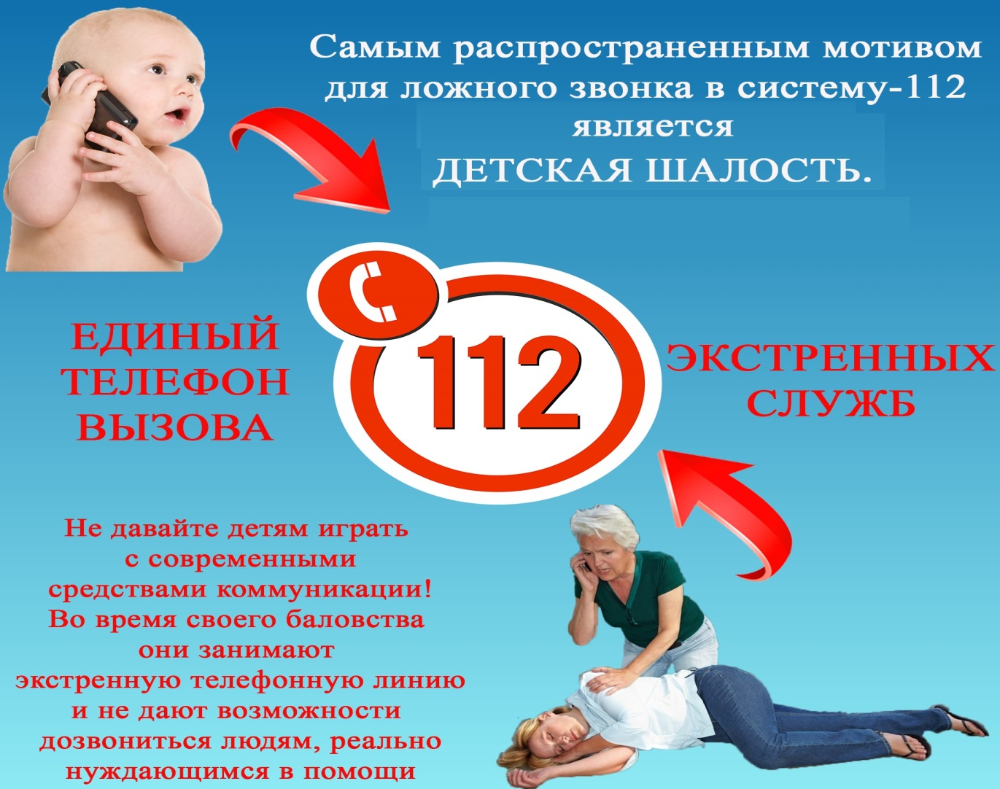 Самым распространенным мотивом
для ложного звонка в систему-112
является
ДЕТСКАЯ ШАЛОСТЬ.
ЕДИНЫЙ
ТЕЛЕФОН
ВЫЗОВА
112
ЭКСТРЕННЫХ
СЛУЖБ
Не давайте детям играть
с современными
средствами коммуникации!
Во время своего баловства
они занимают
экстренную телефонную линию
и не дают возможности
дозвониться людям, реально
нуждающимся в помощи